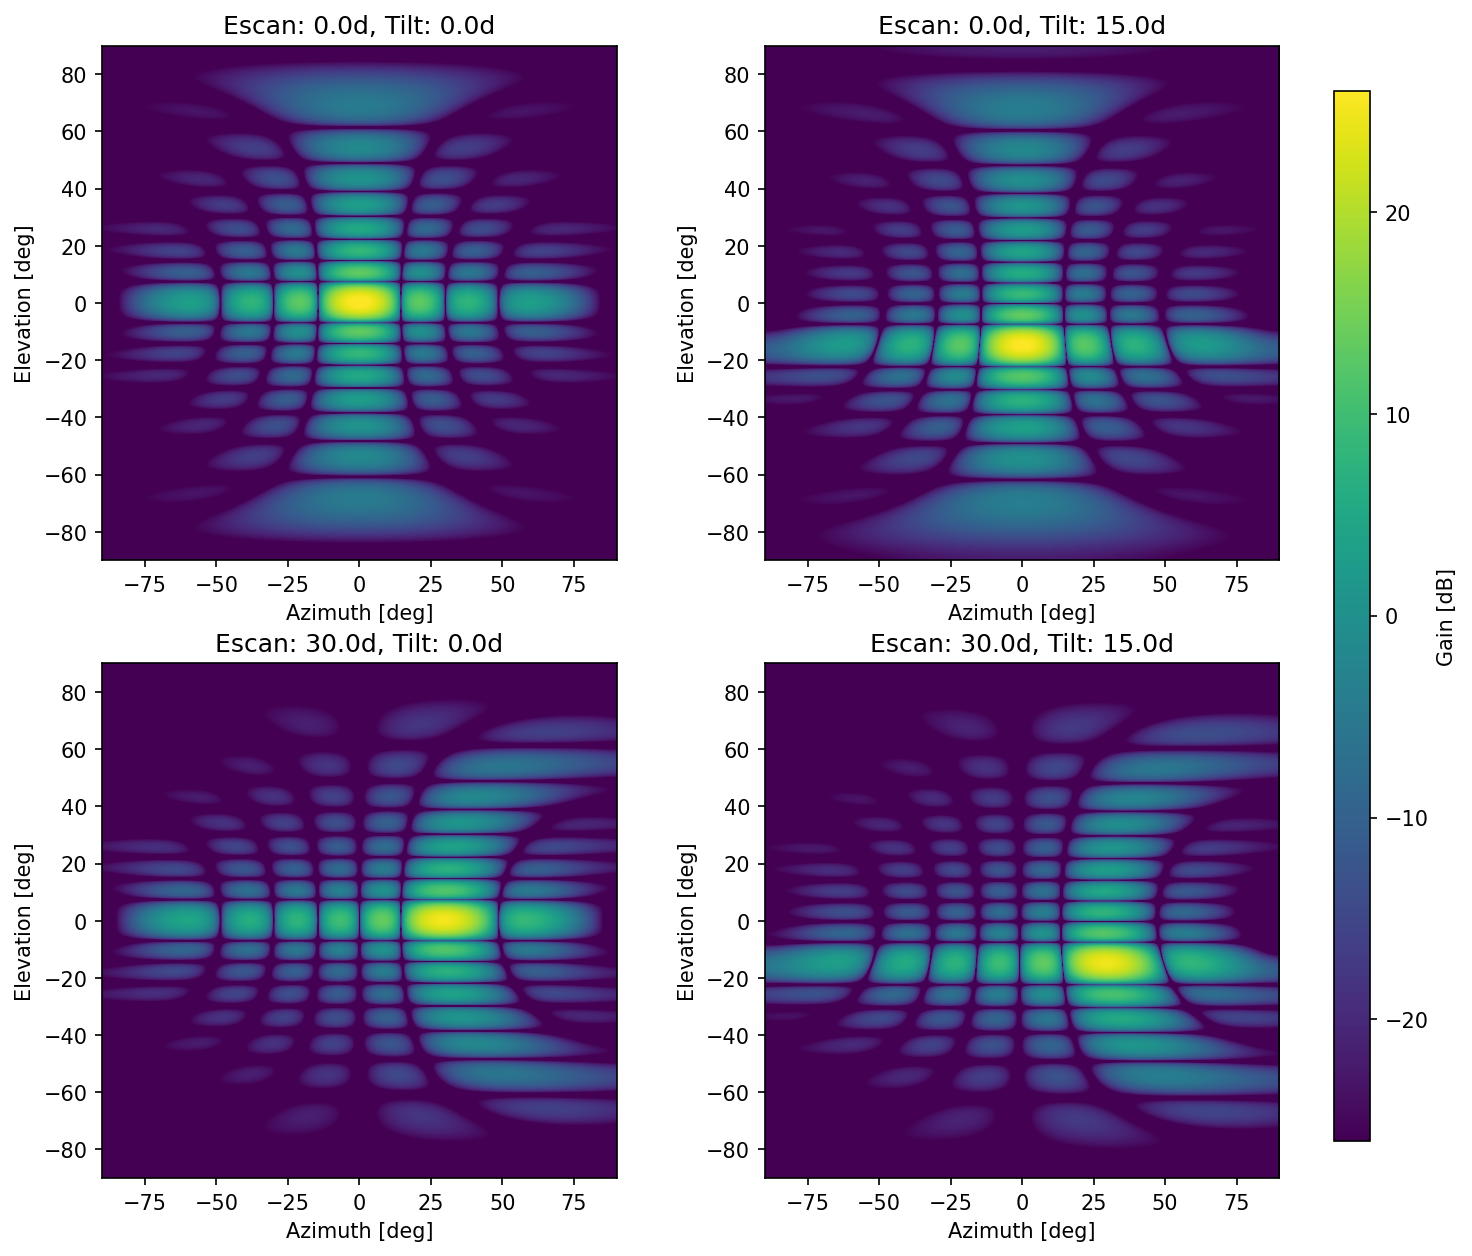 Escan: 0.0d, Tilt: 0.0d
Escan: 0.0d, Tilt: 15.0d
80
60
40
20
0
−20
−40
−60
−80
Elevation [deg]
−75 −50 −25 0 25 50 75
Azimuth [deg]
80
60
40
20
0
−20
−40
−60
−80
Elevation [deg]
−75 −50 −25 0 25 50 75
Azimuth [deg]
Escan: 30.0d, Tilt: 0.0d
Escan: 30.0d, Tilt: 15.0d
80
60
40
20
0
−20
−40
−60
−80
Elevation [deg]
−75 −50 −25 0 25 50 75
Azimuth [deg]
80
60
40
20
0
−20
−40
−60
−80
Elevation [deg]
−75 −50 −25 0 25 50 75
Azimuth [deg]
20
10
0
−10
−20
Gain [dB]